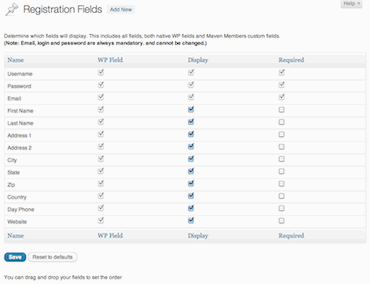 Help
Registration Fields Add New
Determine which fields will display. This includes all fields, both native WP fields and Maven Members custom fields.
(Note: Email, login and password are always mandatory. and cannot be changed.)
Name WP Field Display Required
Username
Password
Email
First Name
Last Name
Address 1
Address 2
City
State
Zip
Country
Day Phone
Website
Name WP Field Display Required
Save Reset to defaults
You can drag and drop your fields to set the order